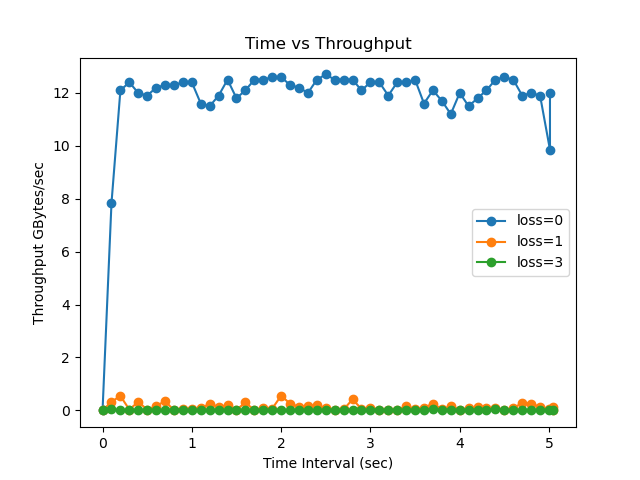 Time vs Throughput
Throughput GBytes/sec
12
10
8
6
4
2
0
loss=0
loss=1
loss=3
0 1 2 3 4 5
Time Interval (sec)